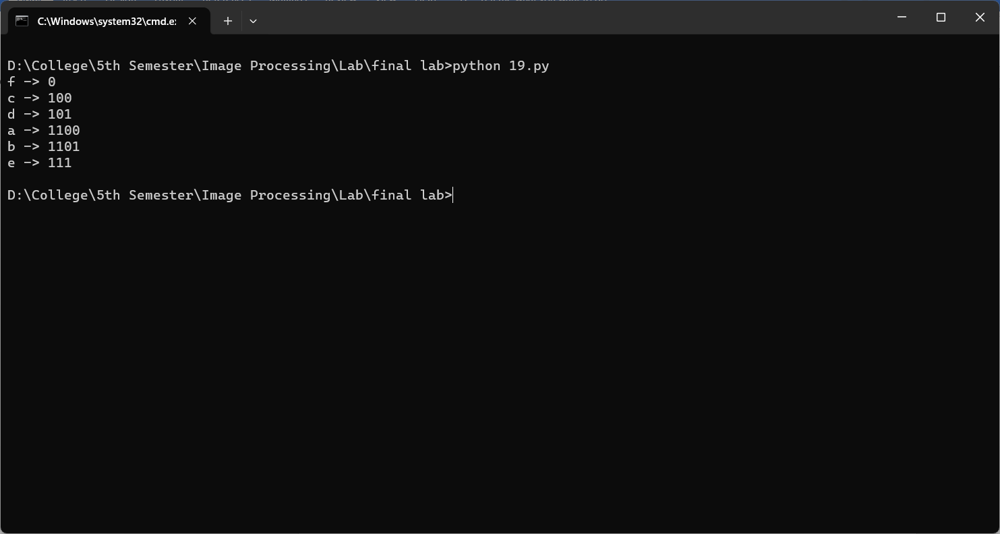 C:\Windows\system32\cmd.e
D:\College\5th Semester\Image Processing\Lab\final lab>python 19.py
f -> 0
c -> 100
d -> 101
a -> 1100
b -> 1101
e -> 111
D:\College\5th Semester\Image Processing\Lab\final lab>